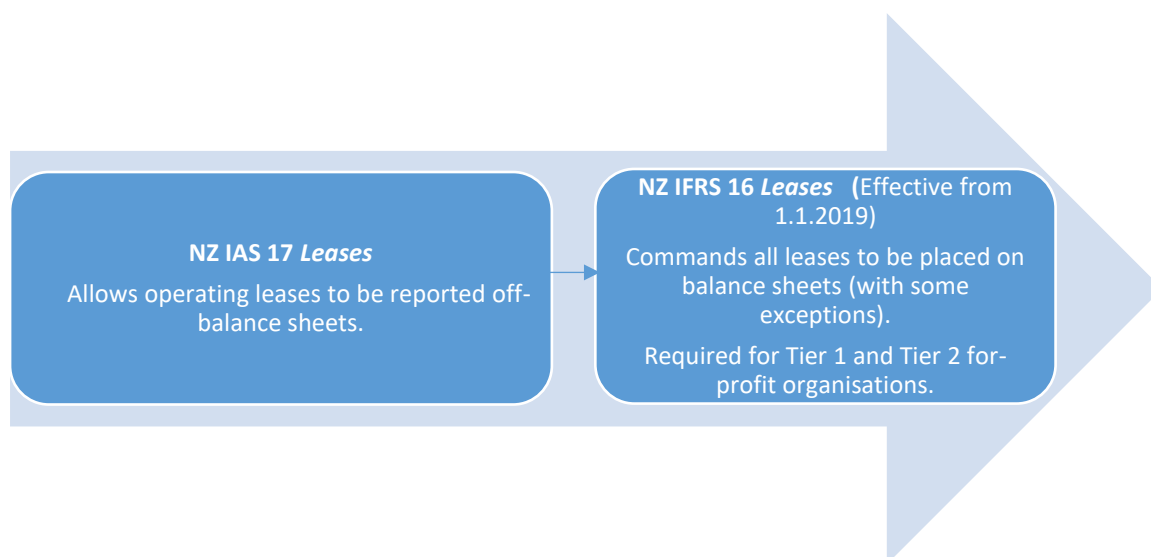 NZ IAS 17 Leases
Allows operating leases to be reported off-
balance sheets.
NZ IFRS 16 Leases (Effective from
1.1.2019)
Commands all leases to be placed on
balance sheets (with some
exceptions).
Required for Tier 1 and Tier 2 for-
profit organisations.